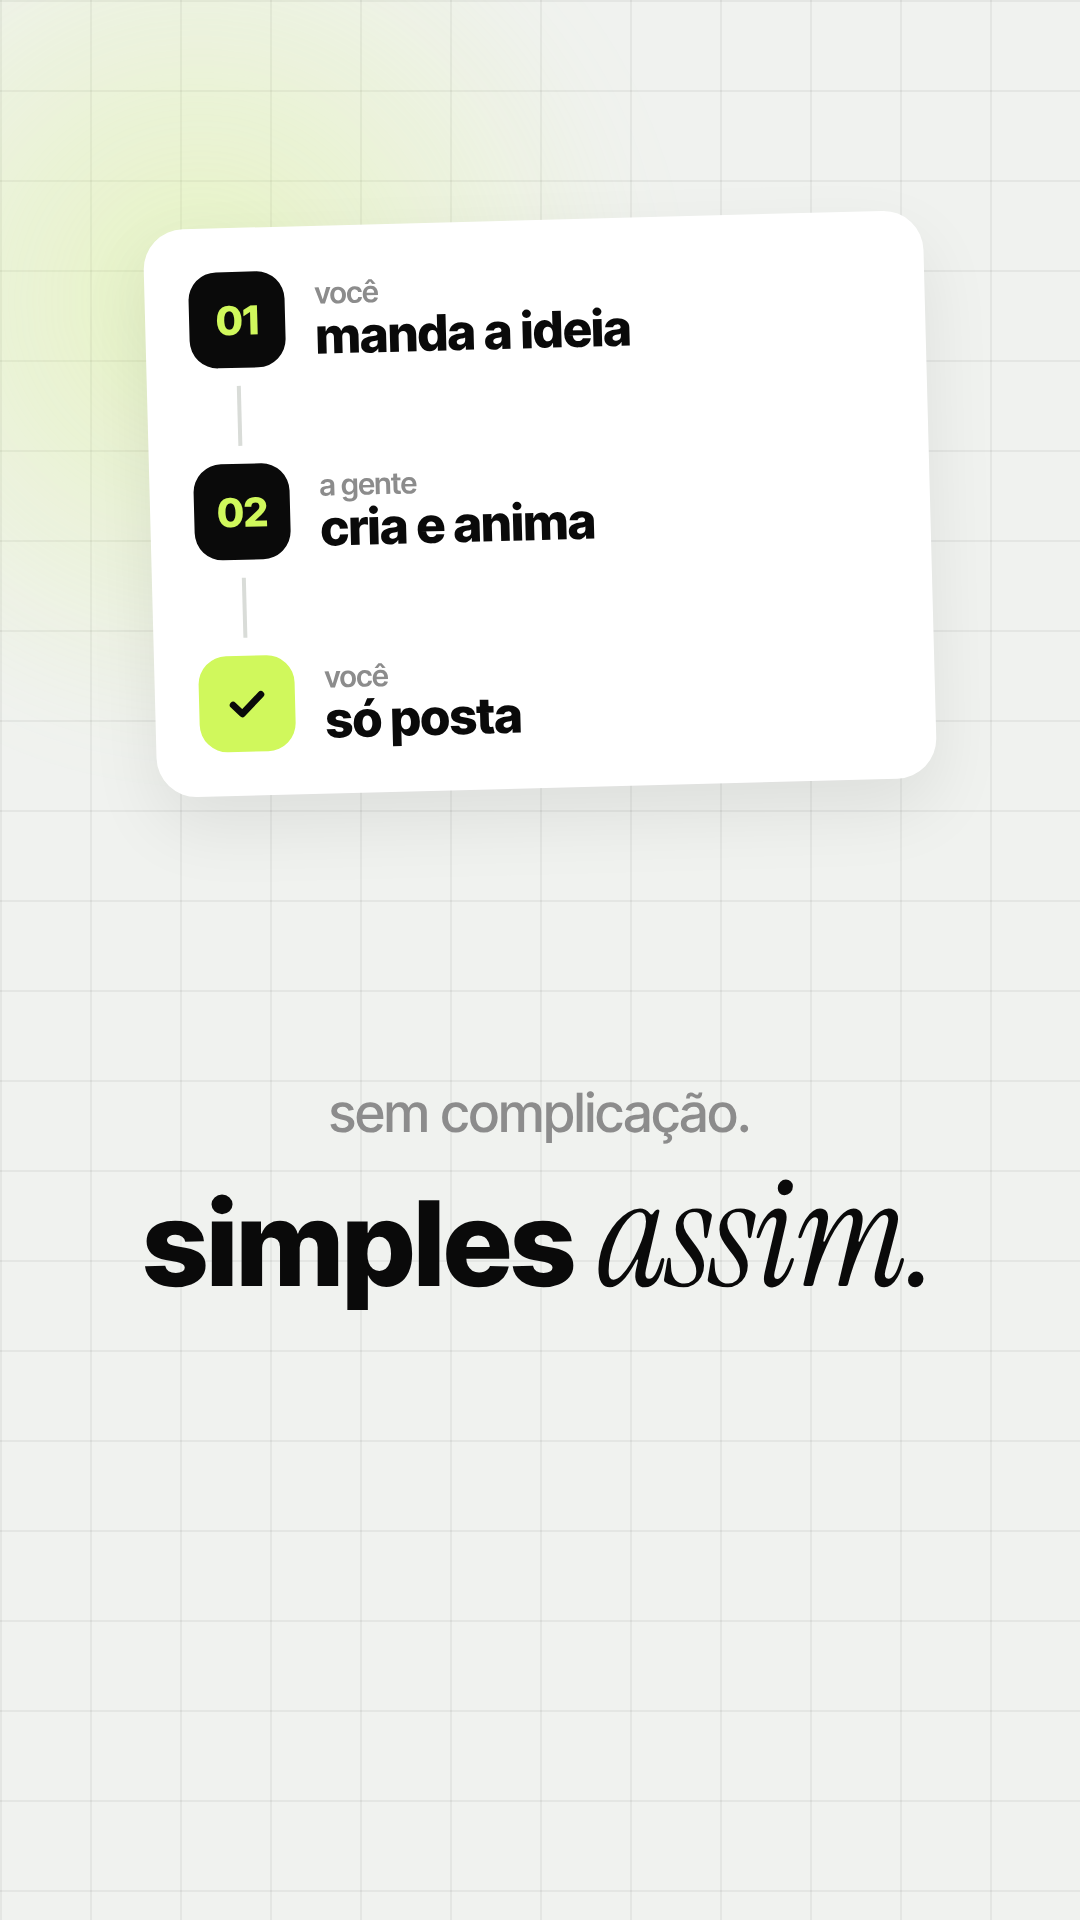 01
você
manda a ideia
02
a gente
cria e anima
você
só posta
sem complicação.
simples assim.